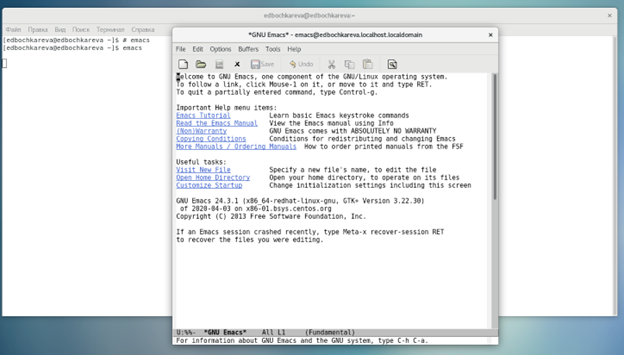 edbochkareva@edbochkareva:~
Файл Правка Вид Поиск Терминал Справка
[edbochkareva@edbochkareva ~]$ # emacs
[edbochkareva@edbochkareva ~]$ emacs
*GNU Emacs* - emacs@edbochkareva.localhost.localdomain
File Edit Options Buffers Tools Help
Save Undo
Welcome to GNU Emacs, one component of the GNU/Linux operating system.
To follow a link, click Mouse-1 on it, or move to it and type RET.
To quit a partially entered command, type Control-g.
Important Help menu items:
Emacs Tutorial Learn basic Emacs keystroke commands
Read the Emacs Manual View the Emacs manual using Info
(Non)Warranty GNU Emacs comes with ABSOLUTELY NO WARRANTY
Copying Conditions Conditions for redistributing and changing Emacs
More Manuals / Ordering Manuals How to order printed manuals from the FSF
Useful tasks:
Visit New File Specify a new file's name, to edit the file
Open Home Directory Open your home directory, to operate on its files
Customize Startup Change initialization settings including this screen
GNU Emacs 24.3.1 (x86_64-redhat-linux-gnu, GTK+ Version 3.22.30)
of 2020-04-03 on x86-01.bsys.centos.org
Copyright (C) 2013 Free Software Foundation, Inc.
If an Emacs session crashed recently, type Meta-x recover-session RET
to recover the files you were editing.
U:%%- *GNU Emacs* All L1 (Fundamental)
For information about GNU Emacs and the GNU system, type C-h C-a.